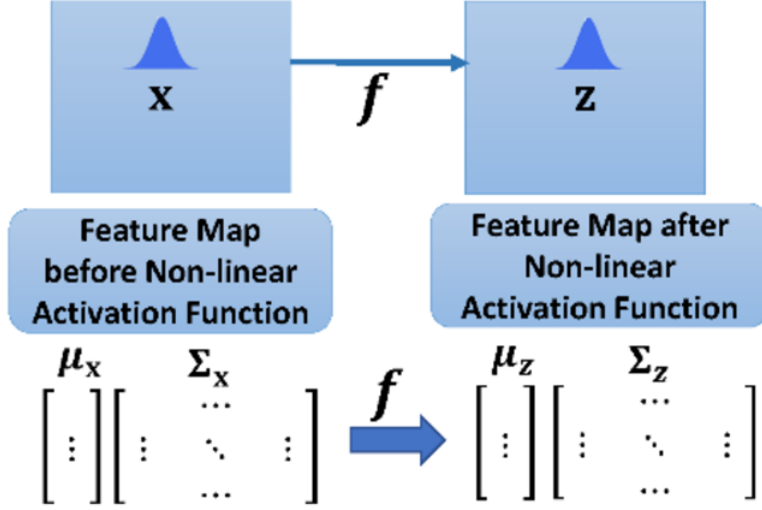 x
f
z
Feature Map
before Non-linear
Activation Function
Feature Map after
Non-linear
Activation Function
μx Σx
f
μz Σz
[⋮] [⋯ ⋮ ⋱ ⋮ ⋯]
[⋮] [⋯ ⋮ ⋱ ⋮ ⋯]